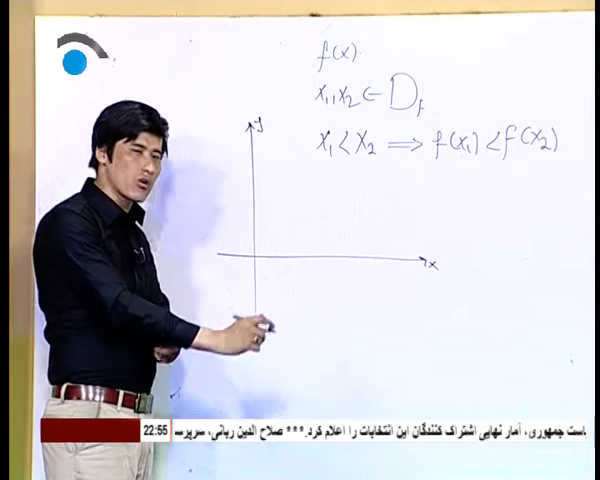 f(x).
x₁,x₂ ∈ D_f
x₁ < x₂ ⟹ f(x₁) < f(x₂)
y
x
22:55
است جمهوری، آمار نهایی اشتراک کنندگان این انتخابات را اعلام کرد.*** صلاح الدین ربانی، سرپرسـ